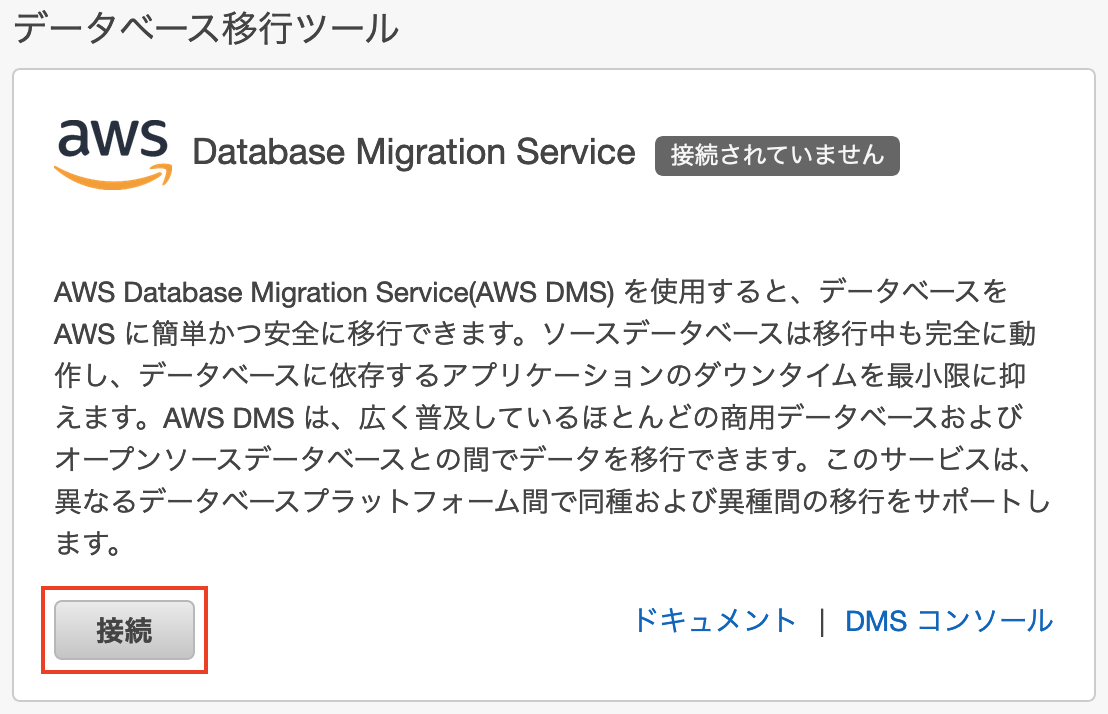 データベース移行ツール
aws
Database Migration Service 接続されていません
AWS Database Migration Service(AWS DMS) を使用すると、データベースを
AWS に簡単かつ安全に移行できます。ソースデータベースは移行中も完全に動
作し、データベースに依存するアプリケーションのダウンタイムを最小限に抑
えます。AWS DMS は、広く普及しているほとんどの商用データベースおよび
オープンソースデータベースとの間でデータを移行できます。このサービスは、
異なるデータベースプラットフォーム間で同種および異種間の移行をサポートし
ます。
接続
ドキュメント | DMS コンソール